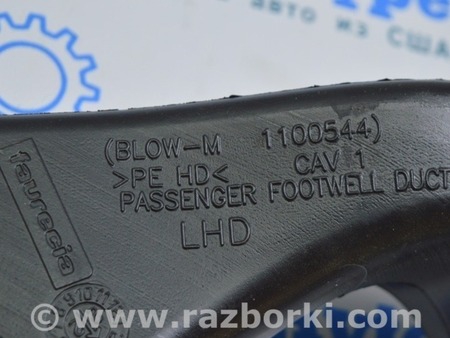 авто из США
(BLOW-M 1100544)
>PE HD< CAV 1
PASSENGER FOOTWELL DUCT
LHD
faurecia
© www.razborki.com